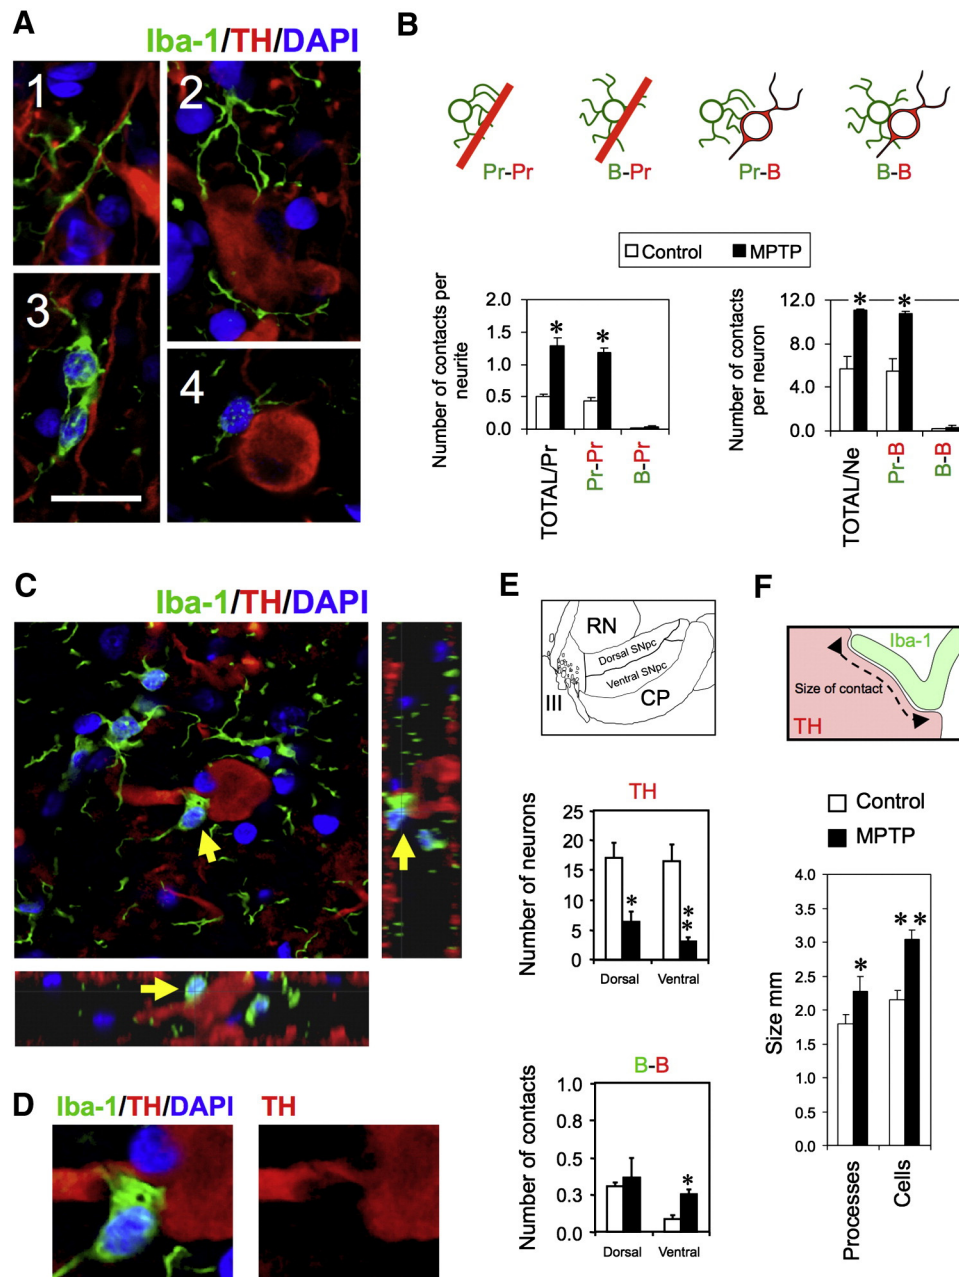 A
Iba-1/TH/DAPI
1
2
3
4
B
Pr-Pr
B-Pr
Pr-B
B-B
Control
MPTP
Number of contacts per
neurite
2.0
1.5
1.0
0.5
0.0
*
*
TOTAL/Pr
Pr-Pr
B-Pr
Number of contacts
per neuron
12.0
8.0
4.0
0.0
*
*
TOTAL/Ne
Pr-B
B-B
C
Iba-1/TH/DAPI
D
Iba-1/TH/DAPI
TH
E
RN
Dorsal SNpc
Ventral SNpc
III
CP
TH
Number of neurons
25
20
15
10
5
0
*
**
Dorsal
Ventral
B-B
Number of contacts
1.0
0.8
0.5
0.3
0.0
*
Dorsal
Ventral
F
Iba-1
Size of contact
TH
Control
MPTP
Size mm
4.0
3.5
3.0
2.5
2.0
1.5
1.0
0.5
0.0
*
**
Processes
Cells